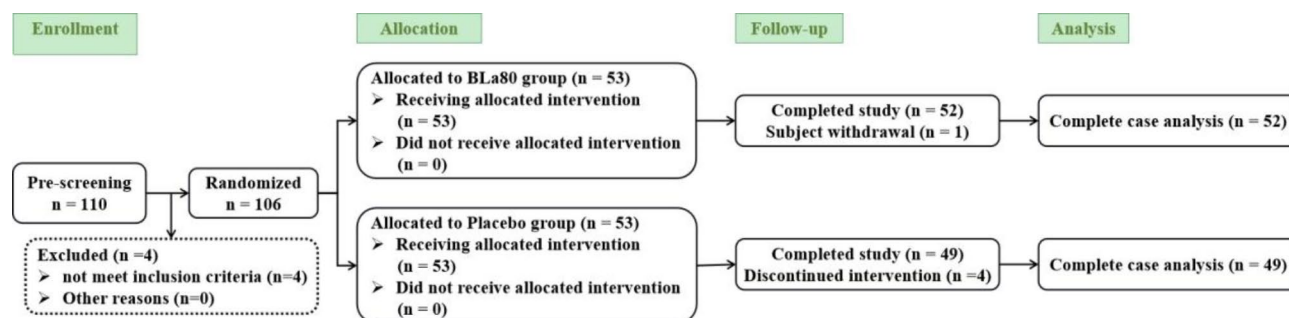 Enrollment
Allocation
Follow-up
Analysis
Pre-screening
n = 110
Excluded (n =4)
➢ not meet inclusion criteria (n=4)
➢ Other reasons (n=0)
Randomized
n = 106
Allocated to BLa80 group (n = 53)
➢ Receiving allocated intervention
(n = 53)
➢ Did not receive allocated intervention
(n = 0)
Completed study (n = 52)
Subject withdrawal (n = 1)
Complete case analysis (n = 52)
Allocated to Placebo group (n = 53)
➢ Receiving allocated intervention
(n = 53)
➢ Did not receive allocated intervention
(n = 0)
Completed study (n = 49)
Discontinued intervention (n =4)
Complete case analysis (n = 49)